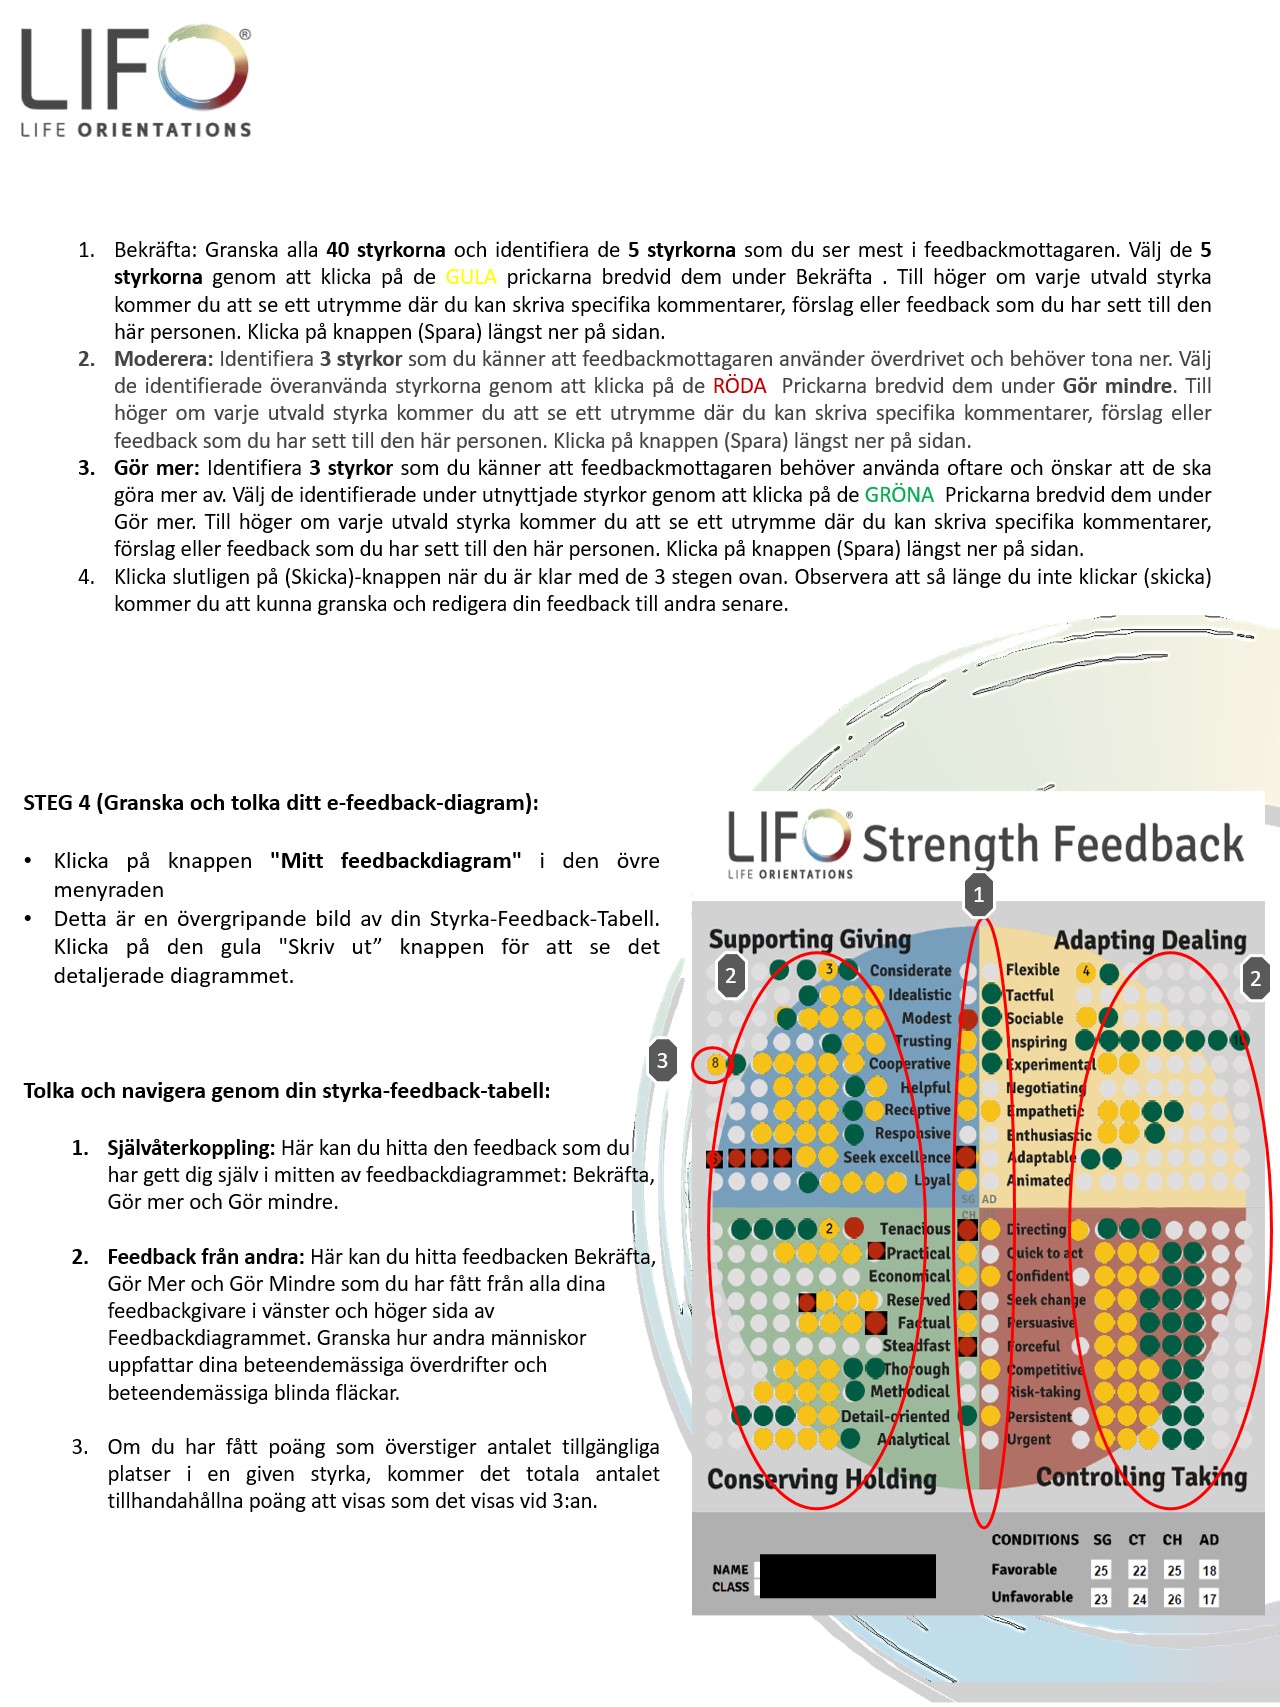 LIFO®
LIFE ORIENTATIONS
1. Bekräfta: Granska alla 40 styrkorna och identifiera de 5 styrkorna som du ser mest i feedbackmottagaren. Välj de 5
styrkorna genom att klicka på de GULA prickarna bredvid dem under Bekräfta . Till höger om varje utvald styrka
kommer du att se ett utrymme där du kan skriva specifika kommentarer, förslag eller feedback som du har sett till den
här personen. Klicka på knappen (Spara) längst ner på sidan.
2. Moderera: Identifiera 3 styrkor som du känner att feedbackmottagaren använder överdrivet och behöver tona ner. Välj
de identifierade överanvända styrkorna genom att klicka på de RÖDA Prickarna bredvid dem under Gör mindre. Till
höger om varje utvald styrka kommer du att se ett utrymme där du kan skriva specifika kommentarer, förslag eller
feedback som du har sett till den här personen. Klicka på knappen (Spara) längst ner på sidan.
3. Gör mer: Identifiera 3 styrkor som du känner att feedbackmottagaren behöver använda oftare och önskar att de ska
göra mer av. Välj de identifierade under utnyttjade styrkor genom att klicka på de GRÖNA Prickarna bredvid dem under
Gör mer. Till höger om varje utvald styrka kommer du att se ett utrymme där du kan skriva specifika kommentarer,
förslag eller feedback som du har sett till den här personen. Klicka på knappen (Spara) längst ner på sidan.
4. Klicka slutligen på (Skicka)-knappen när du är klar med de 3 stegen ovan. Observera att så länge du inte klickar (skicka)
kommer du att kunna granska och redigera din feedback till andra senare.
STEG 4 (Granska och tolka ditt e-feedback-diagram):
• Klicka på knappen "Mitt feedbackdiagram" i den övre
menyraden
• Detta är en övergripande bild av din Styrka-Feedback-Tabell.
Klicka på den gula "Skriv ut” knappen för att se det
detaljerade diagrammet.
Tolka och navigera genom din styrka-feedback-tabell:
1. Självåterkoppling: Här kan du hitta den feedback som du
har gett dig själv i mitten av feedbackdiagrammet: Bekräfta,
Gör mer och Gör mindre.
2. Feedback från andra: Här kan du hitta feedbacken Bekräfta,
Gör Mer och Gör Mindre som du har fått från alla dina
feedbackgivare i vänster och höger sida av
Feedbackdiagrammet. Granska hur andra människor
uppfattar dina beteendemässiga överdrifter och
beteendemässiga blinda fläckar.
3. Om du har fått poäng som överstiger antalet tillgängliga
platser i en given styrka, kommer det totala antalet
tillhandahållna poäng att visas som det visas vid 3:an.
LIFO® Strength Feedback
LIFE ORIENTATIONS
1
Supporting Giving Adapting Dealing
2 2
3 Considerate Flexible 4
Idealistic Tactful
Modest Sociable
Trusting Inspiring
3
8 Cooperative Experimental
Helpful Negotiating
Receptive Empathetic
Responsive Enthusiastic
Seek excellence Adaptable
Loyal Animated
SG AD
CH
2 Tenacious Directing
Practical Quick to act
Economical Confident
Reserved Seek change
Factual Persuasive
Steadfast Forceful
Thorough Competitive
Methodical Risk-taking
Detail-oriented Persistent
Analytical Urgent
Conserving Holding Controlling Taking
CONDITIONS SG CT CH AD
NAME Favorable 25 22 25 18
CLASS
Unfavorable 23 24 26 17